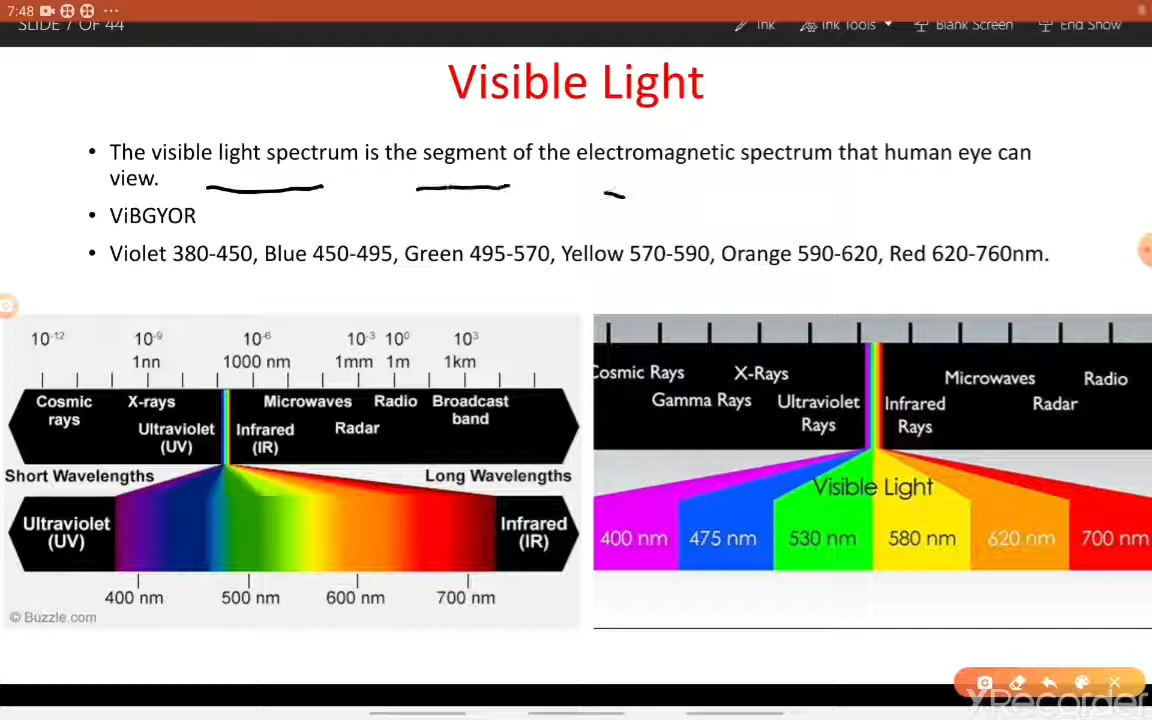 7:48
SLIDE 7 OF 44
Ink
Ink Tools
Blank Screen
End Show
Visible Light
• The visible light spectrum is the segment of the electromagnetic spectrum that human eye can
view.
• ViBGYOR
• Violet 380-450, Blue 450-495, Green 495-570, Yellow 570-590, Orange 590-620, Red 620-760nm.
10-12 10-9 10-6 10-3 100 103
1nn 1000 nm 1mm 1m 1km
Cosmic rays
X-rays
Ultraviolet (UV)
Infrared (IR)
Microwaves
Radar
Radio
Broadcast band
Short Wavelengths
Long Wavelengths
Ultraviolet (UV)
Infrared (IR)
400 nm 500 nm 600 nm 700 nm
© Buzzle.com
Cosmic Rays
Gamma Rays
X-Rays
Ultraviolet Rays
Infrared Rays
Microwaves
Radar
Radio
Visible Light
400 nm 475 nm 530 nm 580 nm 620 nm 700 nm
XRecorder